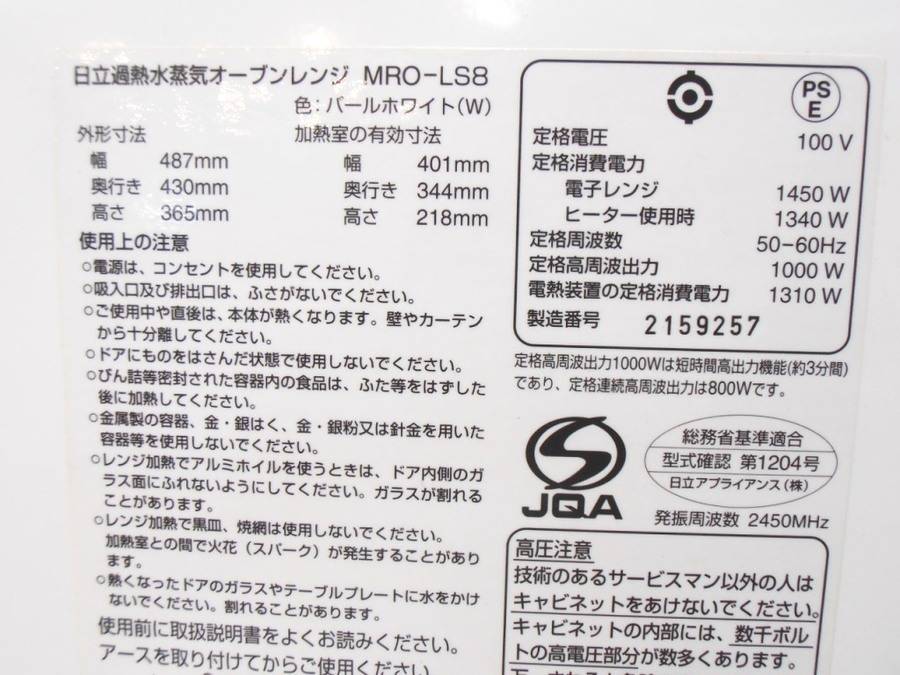 日立過熱水蒸気オーブンレンジ MRO-LS8
色:パールホワイト(W)
外形寸法
幅 487mm
奥行き 430mm
高さ 365mm
加熱室の有効寸法
幅 401mm
奥行き 344mm
高さ 218mm
使用上の注意
○電源は、コンセントを使用してください。
○吸入口及び排出口は、ふさがないでください。
○ご使用中や直後は、本体が熱くなります。壁やカーテン
から十分離してください。
○ドアにものをはさんだ状態で使用しないでください。
○びん詰等密封された容器内の食品は、ふた等をはずした
後に加熱してください。
○金属製の容器、金・銀はく、金・銀粉又は針金を用いた
容器等を使用しないでください。
○レンジ加熱でアルミホイルを使うときは、ドア内側のガ
ラス面にふれないようにしてください。ガラスが割れる
ことがあります。
○レンジ加熱で黒皿、焼網は使用しないでください。
加熱室との間で火花(スパーク)が発生することがあり
ます。
○熱くなったドアのガラスやテーブルプレートに水をかけ
ないでください。割れることがあります。
使用前に取扱説明書をよくお読みください。
アースを取り付けてからご使用ください
PS
E
定格電圧 100 V
定格消費電力
電子レンジ 1450 W
ヒーター使用時 1340 W
定格周波数 50-60Hz
定格高周波出力 1000 W
電熱装置の定格消費電力 1310 W
製造番号 2159257
定格高周波出力1000Wは短時間高出力機能(約3分間)
であり、定格連続高周波出力は800Wです。
JQA
総務省基準適合
型式確認 第1204号
日立アプライアンス(株)
発振周波数 2450MHz
高圧注意
技術のあるサービスマン以外の人は
キャビネットをあけないでください。
キャビネットの内部には、数千ボル
トの高電圧部分が数多くあります。